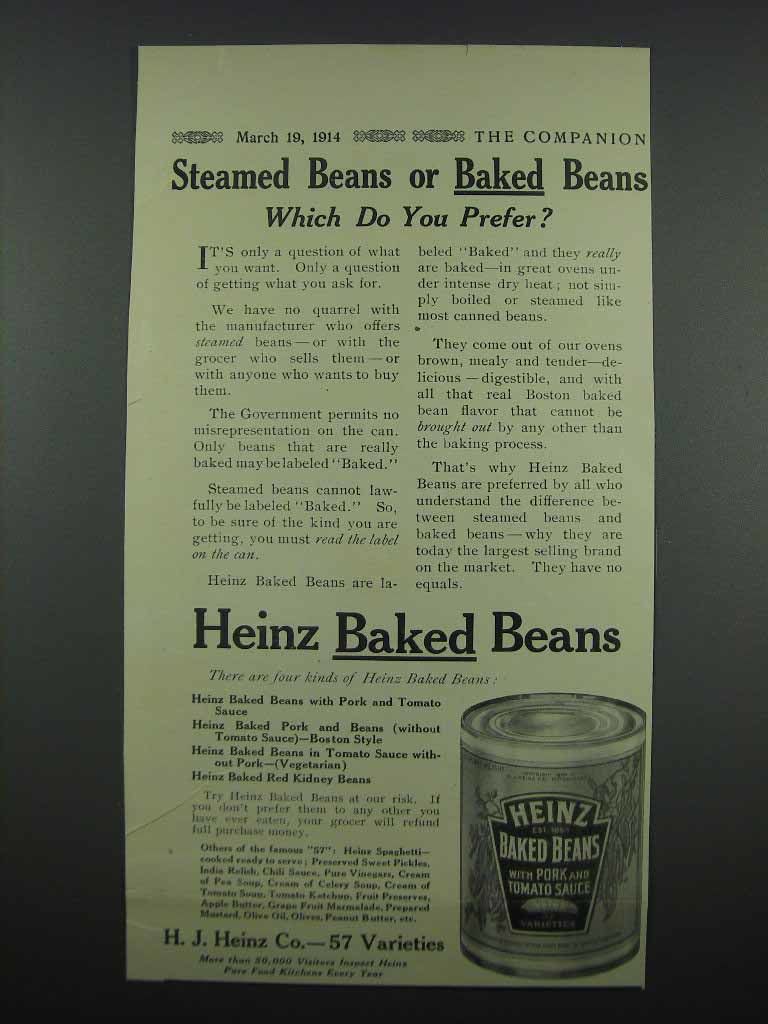 March 19, 1914 THE COMPANION
Steamed Beans or Baked Beans
Which Do You Prefer?
IT'S only a question of what
you want. Only a question
of getting what you ask for.
We have no quarrel with
the manufacturer who offers
steamed beans—or with the
grocer who sells them—or
with anyone who wants to buy
them.
The Government permits no
misrepresentation on the can.
Only beans that are really
baked may be labeled "Baked."
Steamed beans cannot law-
fully be labeled "Baked." So,
to be sure of the kind you are
getting, you must read the label
on the can.
Heinz Baked Beans are la-
beled "Baked" and they really
are baked—in great ovens un-
der intense dry heat; not sim-
ply boiled or steamed like
most canned beans.
They come out of our ovens
brown, mealy and tender—de-
licious—digestible, and with
all that real Boston baked
bean flavor that cannot be
brought out by any other than
the baking process.
That's why Heinz Baked
Beans are preferred by all who
understand the difference be-
tween steamed beans and
baked beans—why they are
today the largest selling brand
on the market. They have no
equals.
Heinz Baked Beans
There are four kinds of Heinz Baked Beans:
Heinz Baked Beans with Pork and Tomato
Sauce
Heinz Baked Pork and Beans (without
Tomato Sauce)—Boston Style
Heinz Baked Beans in Tomato Sauce with-
out Pork—(Vegetarian)
Heinz Baked Red Kidney Beans
Try Heinz Baked Beans at our risk. If
you don't prefer them to any other you
have ever eaten, your grocer will refund
full purchase money.
Others of the famous "57": Heinz Spaghetti—
cooked ready to serve; Preserved Sweet Pickles,
India Relish, Chili Sauce, Pure Vinegars, Cream
of Pea Soup, Cream of Celery Soup, Cream of
Tomato Soup, Tomato Ketchup, Fruit Preserves,
Apple Butter, Grape Fruit Marmalade, Prepared
Mustard, Olive Oil, Olives, Peanut Butter, etc.
H. J. Heinz Co.—57 Varieties
More than 50,000 Visitors Inspect Heinz
Pure Food Kitchens Every Year
HEINZ
EST. 1869
BAKED BEANS
WITH PORK AND
TOMATO SAUCE
VARIETIES